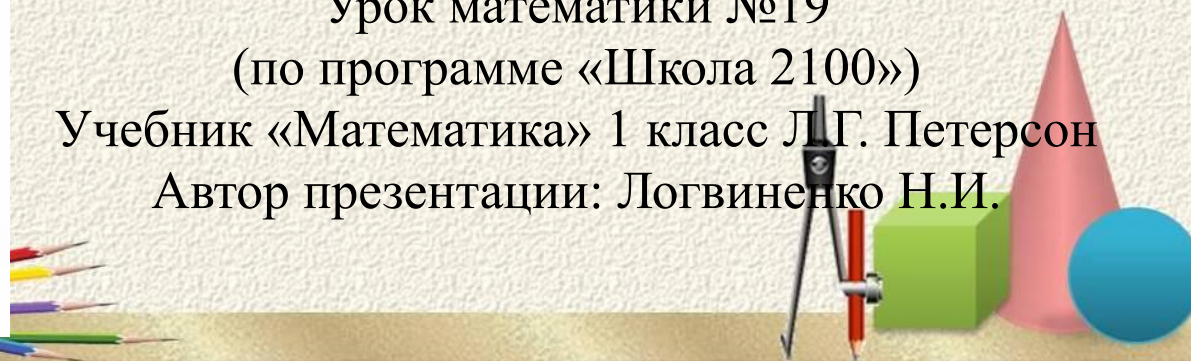 Урок математики №19
(по программе «Школа 2100»)
Учебник «Математика» 1 класс Л.Г. Петерсон
Автор презентации: Логвиненко Н.И.